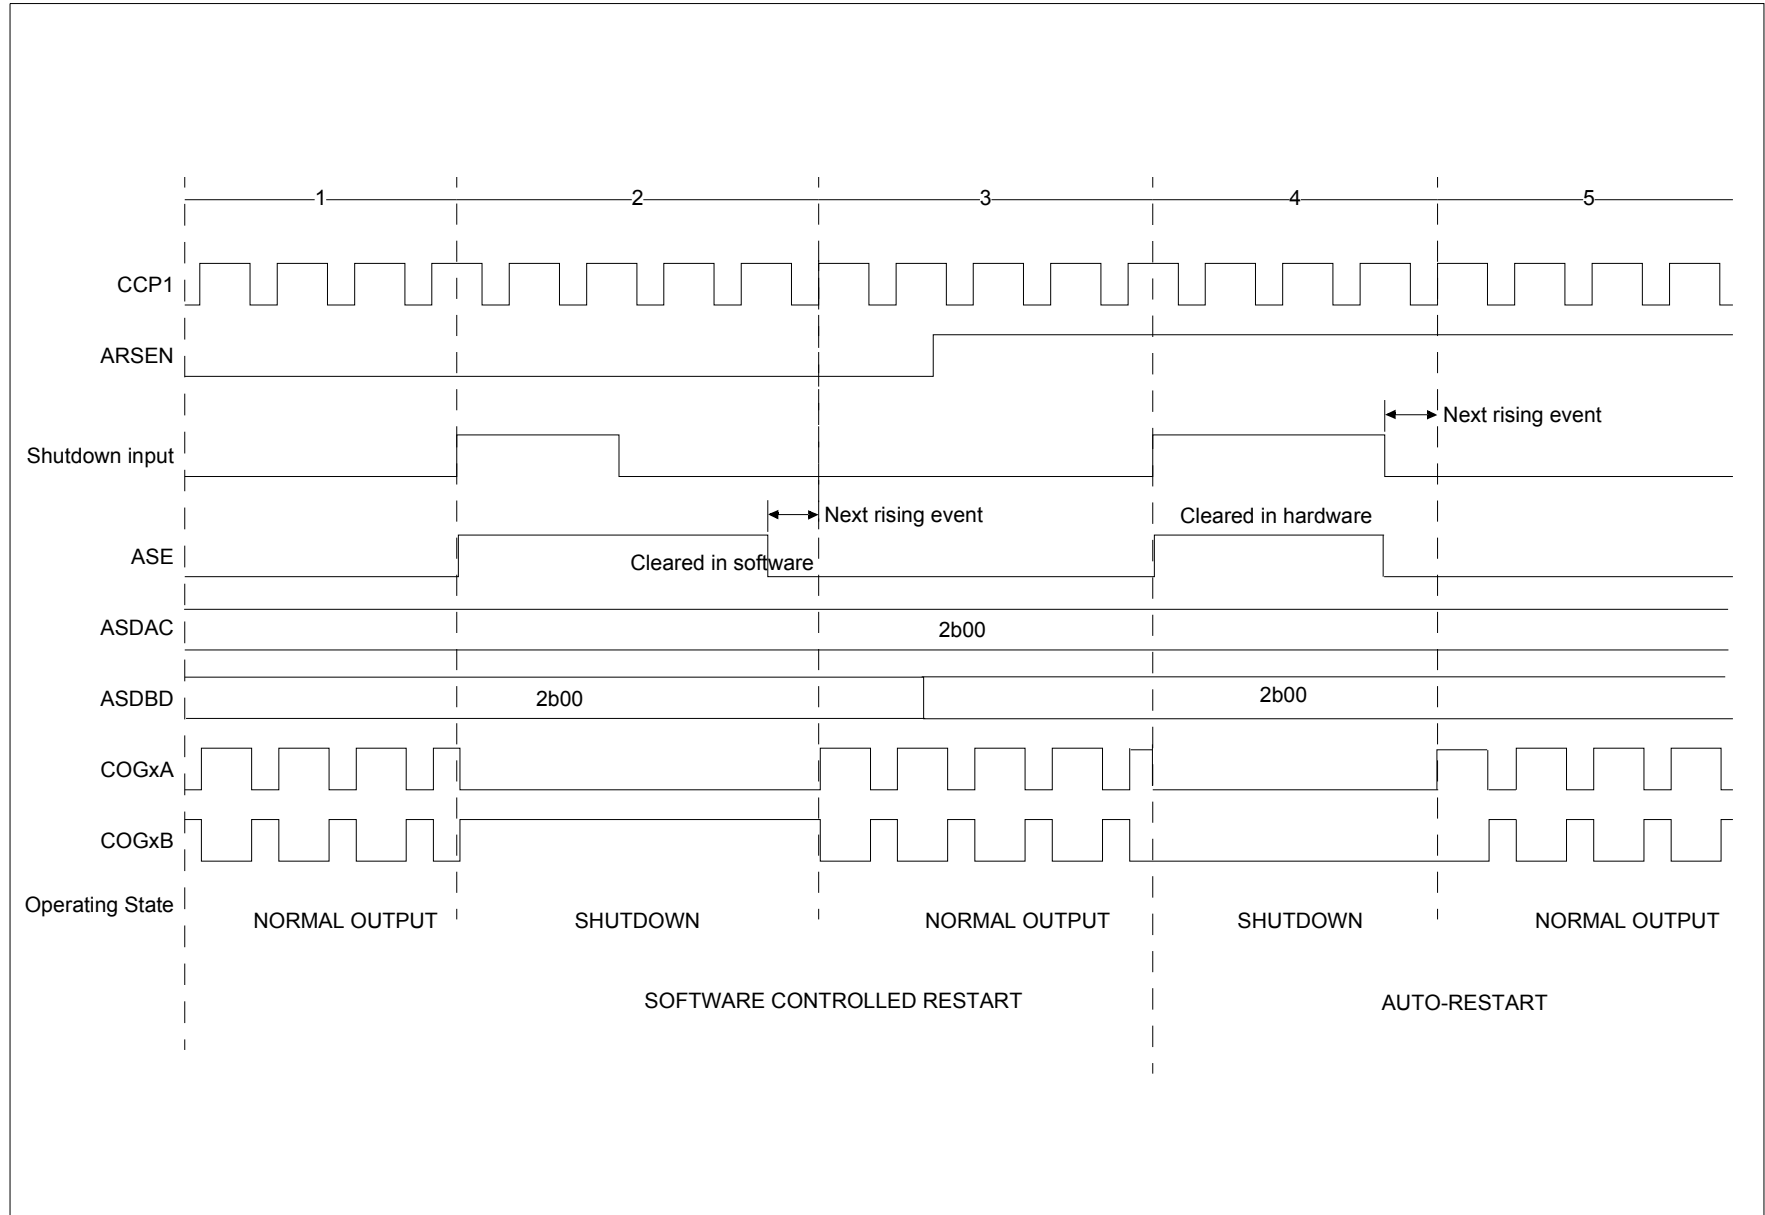 1 2 3 4 5
CCP1
ARSEN
Next rising event
Shutdown input
Next rising event Cleared in hardware
ASE
Cleared in software
ASDAC 2b00
ASDBD 2b00 2b00
COGxA
COGxB
Operating State
NORMAL OUTPUT SHUTDOWN NORMAL OUTPUT SHUTDOWN NORMAL OUTPUT
SOFTWARE CONTROLLED RESTART AUTO-RESTART